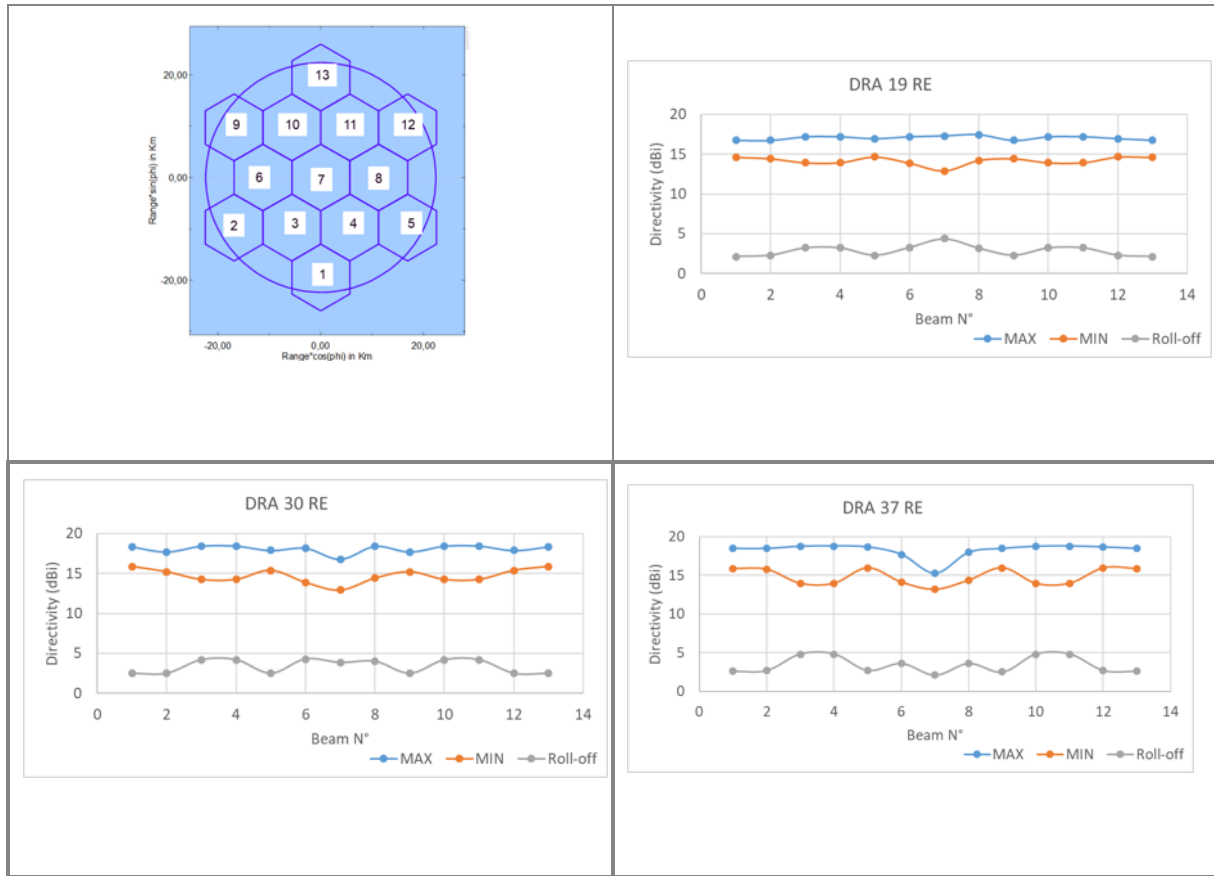 20,00
13
9 10 11 12
0,00
6 7 8
2 3 4 5
-20,00
1
Range*sin(phi) in Km
-20,00 0,00 20,00
Range*cos(phi) in Km
DRA 19 RE
20
15
10
5
0
Directivity (dBi)
0 2 4 6 8 10 12 14
Beam N°
MAX MIN Roll-off
DRA 30 RE
20
15
10
5
0
Directivity (dBi)
0 2 4 6 8 10 12 14
Beam N°
MAX MIN Roll-off
DRA 37 RE
20
15
10
5
0
Directivity (dBi)
0 2 4 6 8 10 12 14
Beam N°
MAX MIN Roll-off